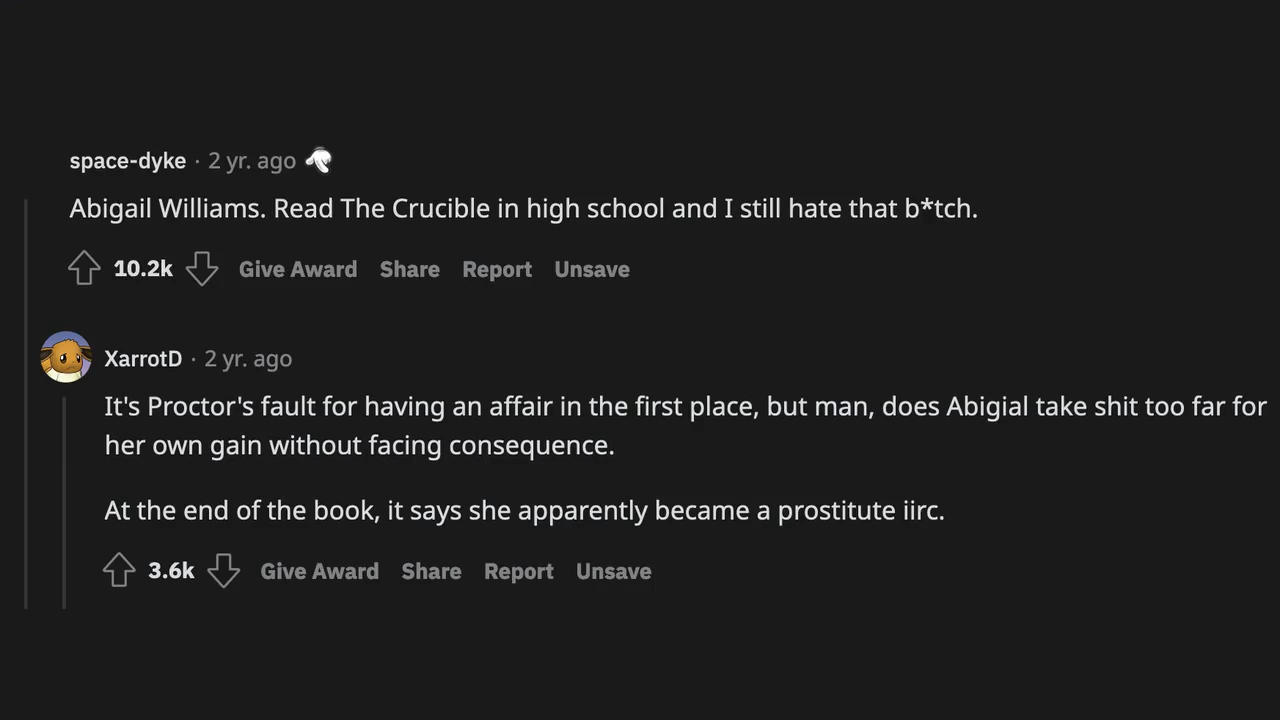 space-dyke · 2 yr. ago
Abigail Williams. Read The Crucible in high school and I still hate that b*tch.
10.2k Give Award Share Report Unsave
XarrotD · 2 yr. ago
It's Proctor's fault for having an affair in the first place, but man, does Abigial take shit too far for
her own gain without facing consequence.
At the end of the book, it says she apparently became a prostitute iirc.
3.6k Give Award Share Report Unsave